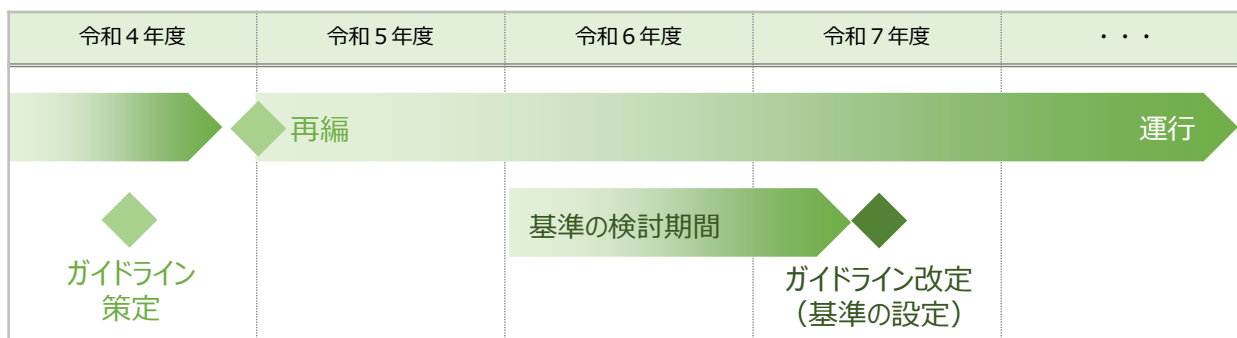 令和４年度
令和５年度
令和６年度
令和７年度
・・・
再編
運行
基準の検討期間
ガイドライン
策定
ガイドライン改定
（基準の設定）